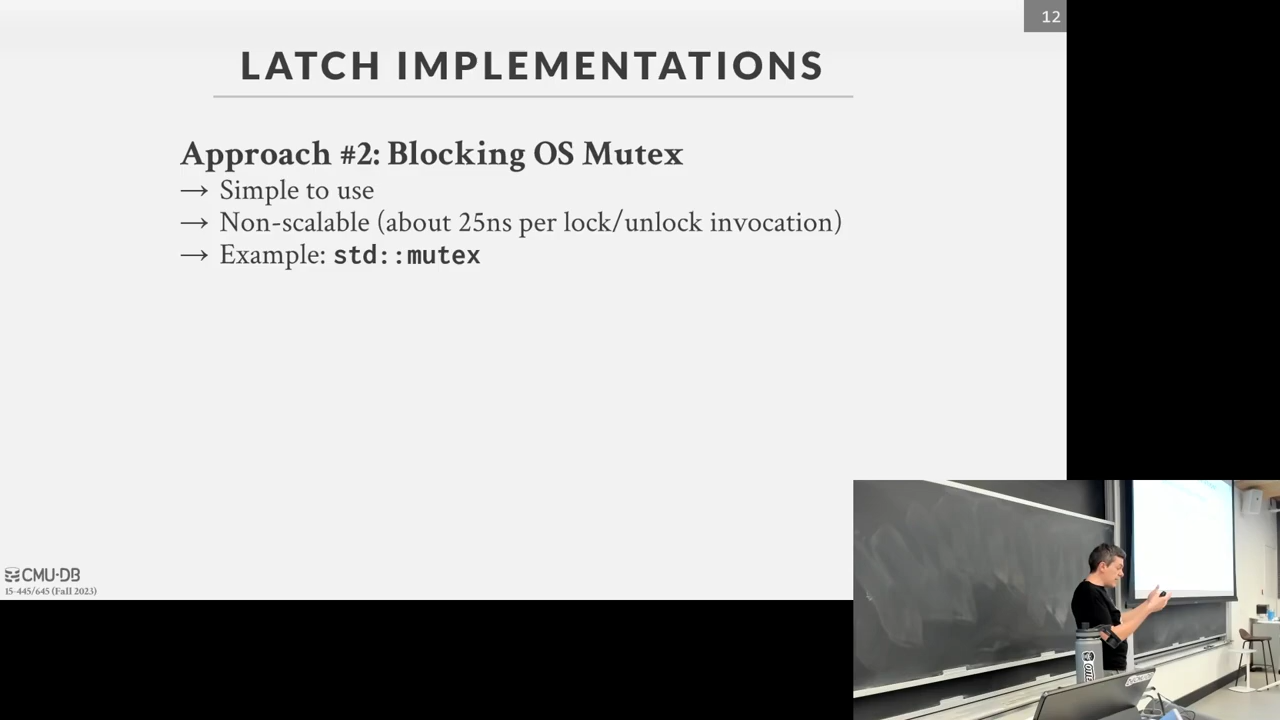 12
LATCH IMPLEMENTATIONS
Approach #2: Blocking OS Mutex
→ Simple to use
→ Non-scalable (about 25ns per lock/unlock invocation)
→ Example: std::mutex
CMU·DB
15-445/645 (Fall 2023)